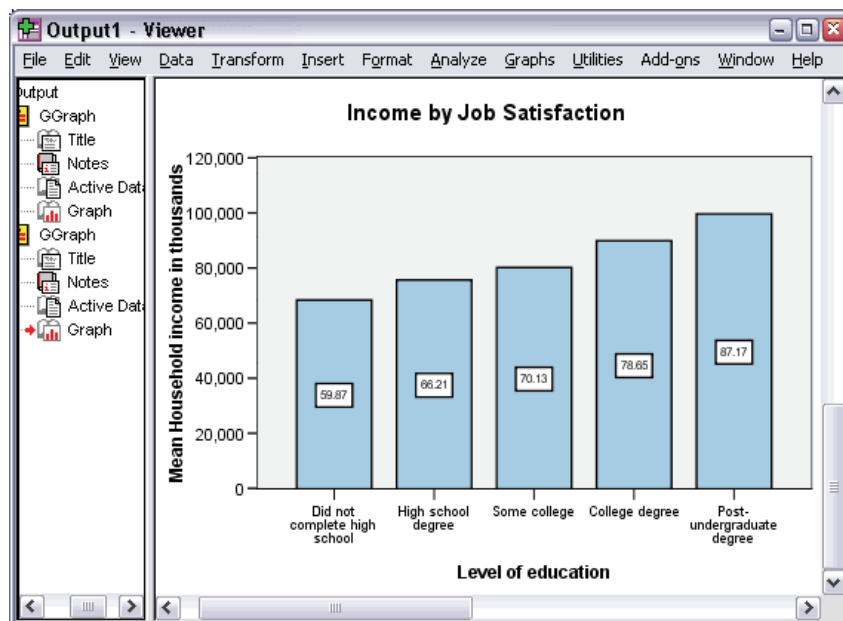 Output1 - Viewer
File Edit View Data Transform Insert Format Analyze Graphs Utilities Add-ons Window Help
Output
GGraph
Title
Notes
Active Data
Graph
GGraph
Title
Notes
Active Data
Graph
Income by Job Satisfaction
Mean Household income in thousands
120,000
100,000
80,000
60,000
40,000
20,000
0
59.87
66.21
70.13
78.65
87.17
Did not complete high school
High school degree
Some college
College degree
Post-undergraduate degree
Level of education